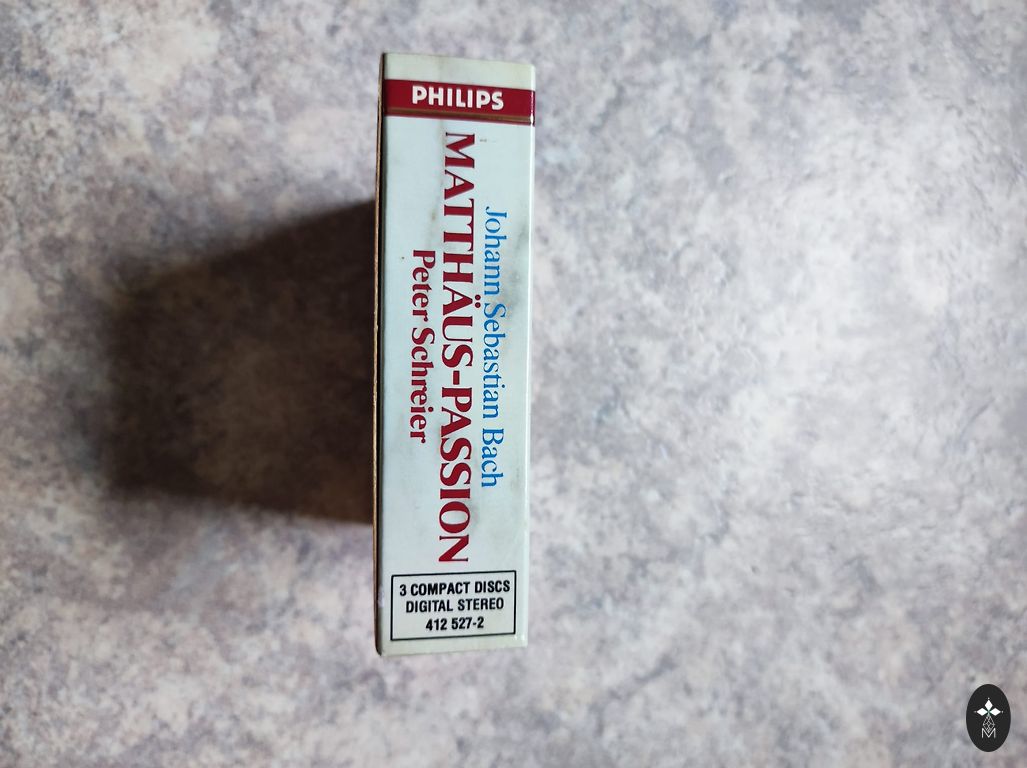 PHILIPS
Johann Sebastian Bach
MATTHÄUS-PASSION
Peter Schreier
3 COMPACT DISCS
DIGITAL STEREO
412 527-2
M